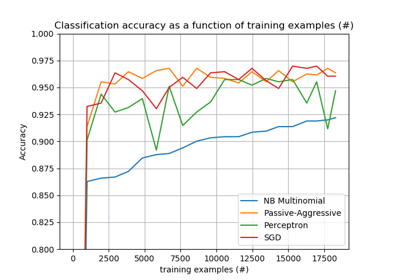 Classification accuracy as a function of training examples (#)
1.000
0.975
0.950
0.925
0.900
0.875
0.850
0.825
0.800
Accuracy
NB Multinomial
Passive-Aggressive
Perceptron
SGD
0 2500 5000 7500 10000 12500 15000 17500
training examples (#)